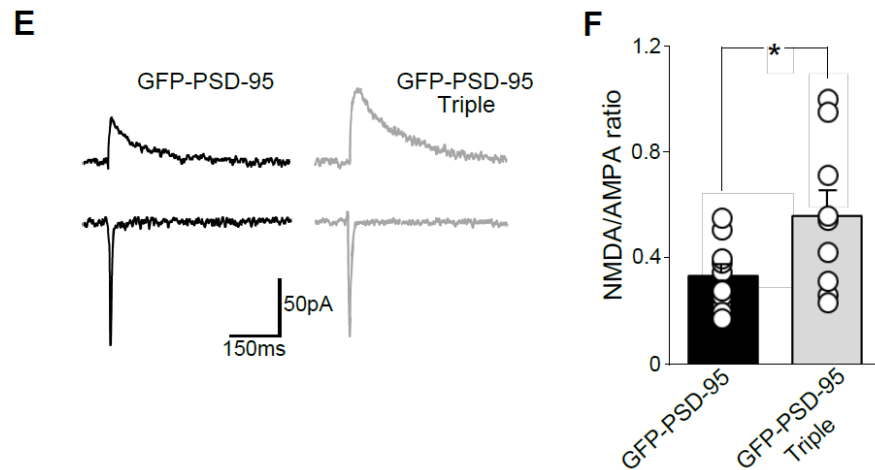 E
GFP-PSD-95
GFP-PSD-95
Triple
50pA
150ms
F
*
NMDA/AMPA ratio
1.2
0.8
0.4
0
GFP-PSD-95
GFP-PSD-95
Triple